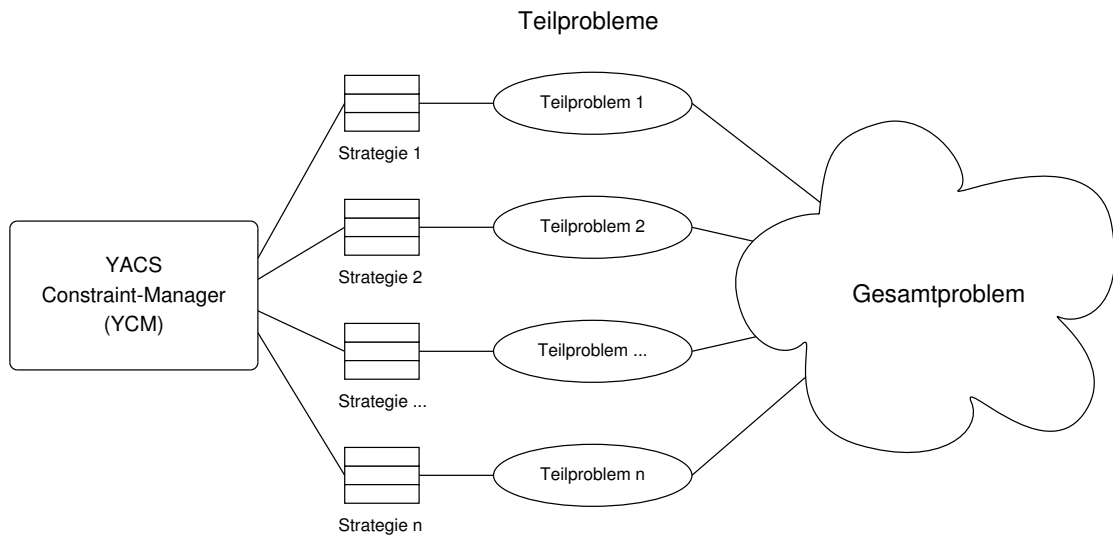 Teilprobleme
Teilproblem 1
Strategie 1
Teilproblem 2
Strategie 2
YACS
Constraint-Manager
(YCM)
Gesamtproblem
Teilproblem ...
Strategie ...
Teilproblem n
Strategie n